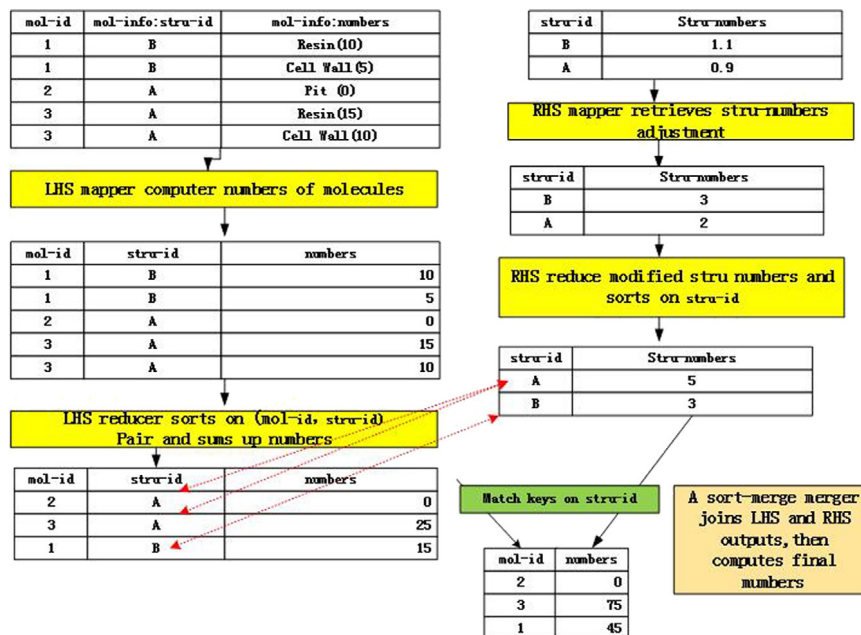 mol-id mol-info:stru-id mol-info:numbers
1 B Resin(10)
1 B Cell Wall(5)
2 A Pit (0)
3 A Resin(15)
3 A Cell Wall(10)
LHS mapper computer numbers of molecules
mol-id stru-id numbers
1 B 10
1 B 5
2 A 0
3 A 15
3 A 10
LHS reducer sorts on (mol-id, stru-id)
Pair and sums up numbers
mol-id stru-id numbers
2 A 0
3 A 25
1 B 15
stru-id Stru-numbers
B 1.1
A 0.9
RHS mapper retrieves stru-numbers
adjustment
stru-id Stru-numbers
B 3
A 2
RHS reduce modified stru numbers and
sorts on stru-id
stru-id Stru-numbers
A 5
B 3
Match keys on stru-id
mol-id numbers
2 0
3 75
1 45
A sort-merge merger
joins LHS and RHS
outputs,then
computes final
mumbers